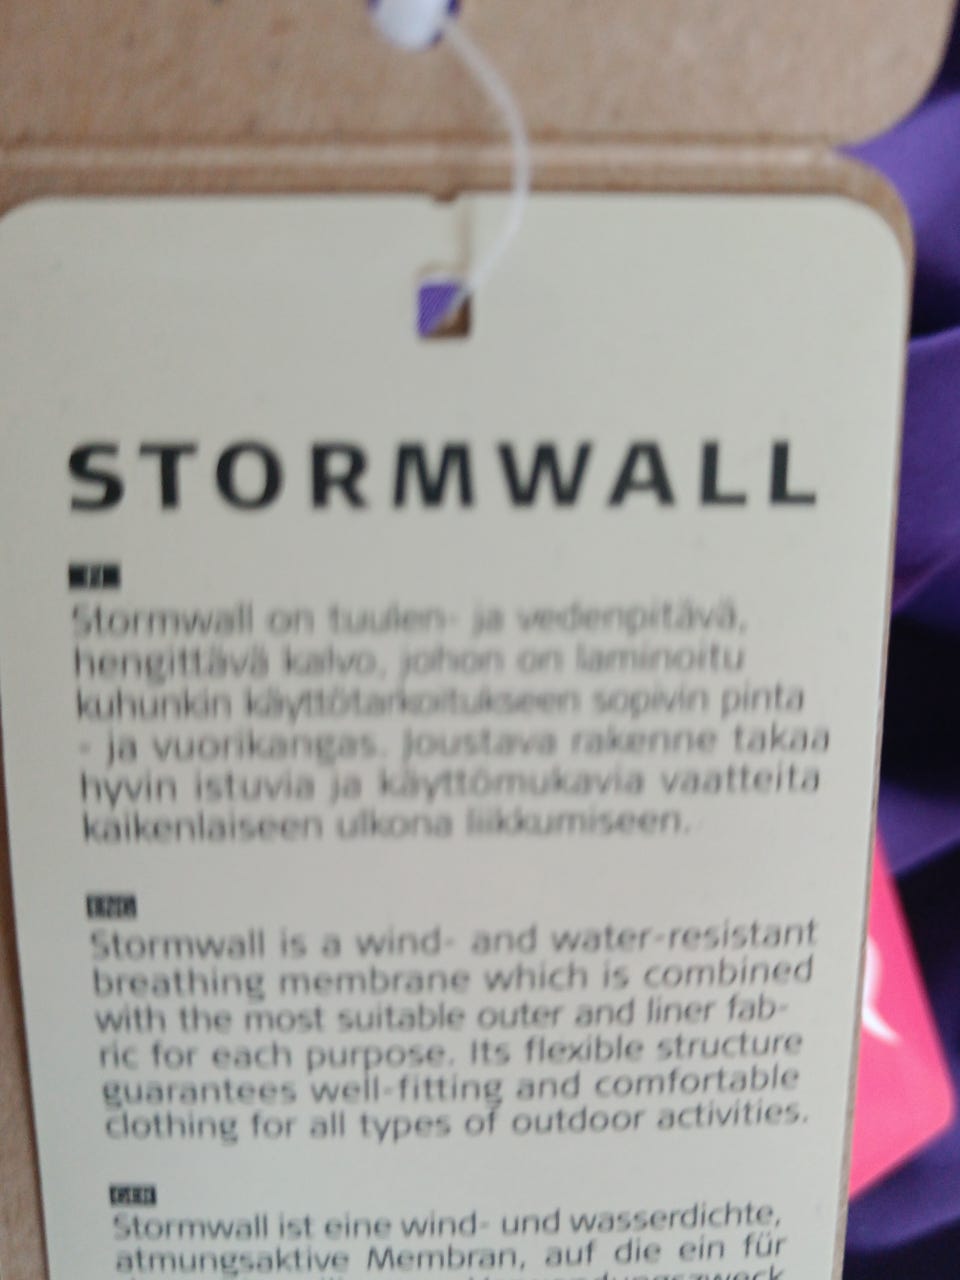 STORMWALL
FI
Stormwall on tuulen- ja vedenpitävä,
hengittävä kalvo, johon on laminoitu
kuhunkin käyttötarkoitukseen sopivin pinta
- ja vuorikangas. Joustava rakenne takaa
hyvin istuvia ja käyttömukavia vaatteita
kaikenlaiseen ulkona liikkumiseen.
ENG
Stormwall is a wind- and water-resistant
breathing membrane which is combined
with the most suitable outer and liner fab-
ric for each purpose. Its flexible structure
guarantees well-fitting and comfortable
clothing for all types of outdoor activities.
GER
Stormwall ist eine wind- und wasserdichte,
atmungsaktive Membran, auf die ein für